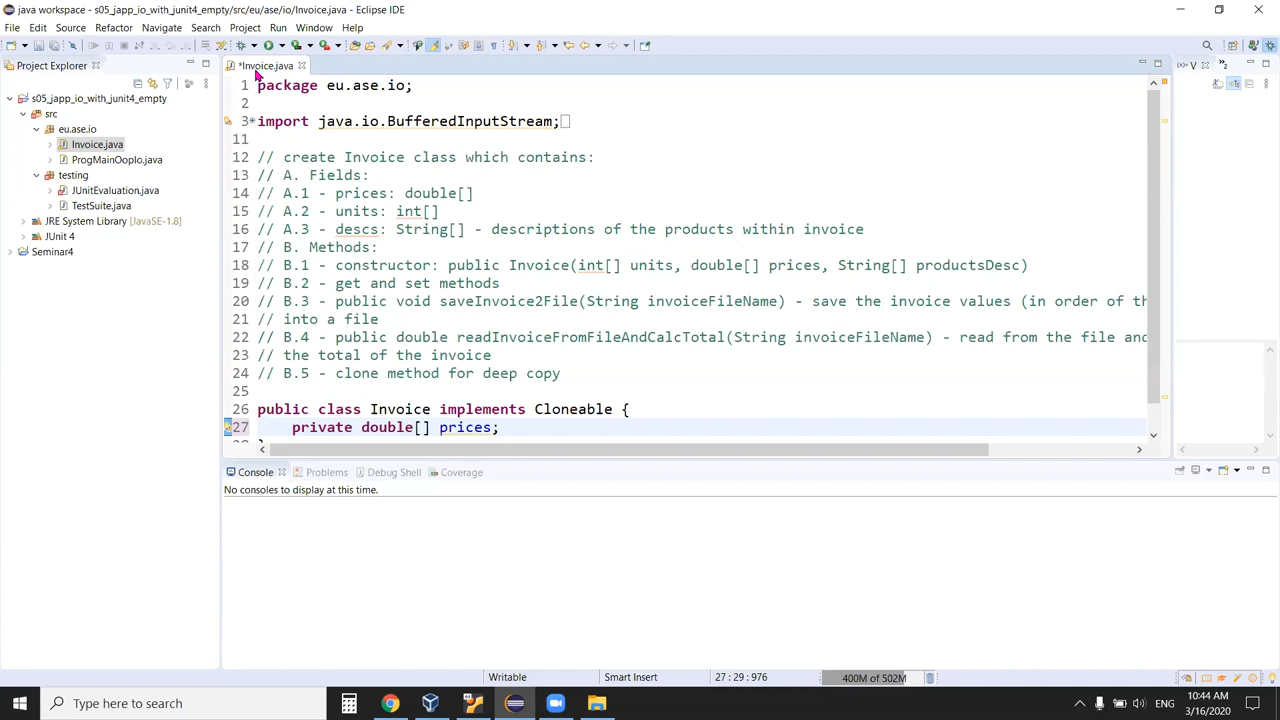 java workspace - s05_japp_io_with_junit4_empty/src/eu/ase/io/Invoice.java - Eclipse IDE
File Edit Source Refactor Navigate Search Project Run Window Help
Project Explorer
*Invoice.java
V
s05_japp_io_with_junit4_empty
src
eu.ase.io
Invoice.java
ProgMainOopIo.java
testing
JUnitEvaluation.java
TestSuite.java
JRE System Library [JavaSE-1.8]
JUnit 4
Seminar4
1 package eu.ase.io;
2
3 import java.io.BufferedInputStream;
11
12 // create Invoice class which contains:
13 // A. Fields:
14 // A.1 - prices: double[]
15 // A.2 - units: int[]
16 // A.3 - descs: String[] - descriptions of the products within invoice
17 // B. Methods:
18 // B.1 - constructor: public Invoice(int[] units, double[] prices, String[] productsDesc)
19 // B.2 - get and set methods
20 // B.3 - public void saveInvoice2File(String invoiceFileName) - save the invoice values (in order of th
21 // into a file
22 // B.4 - public double readInvoiceFromFileAndCalcTotal(String invoiceFileName) - read from the file and
23 // the total of the invoice
24 // B.5 - clone method for deep copy
25
26 public class Invoice implements Cloneable {
27 private double[] prices;
Console Problems Debug Shell Coverage
No consoles to display at this time.
Writable Smart Insert 27 : 29 : 976 400M of 502M
Type here to search
10:44 AM
3/16/2020